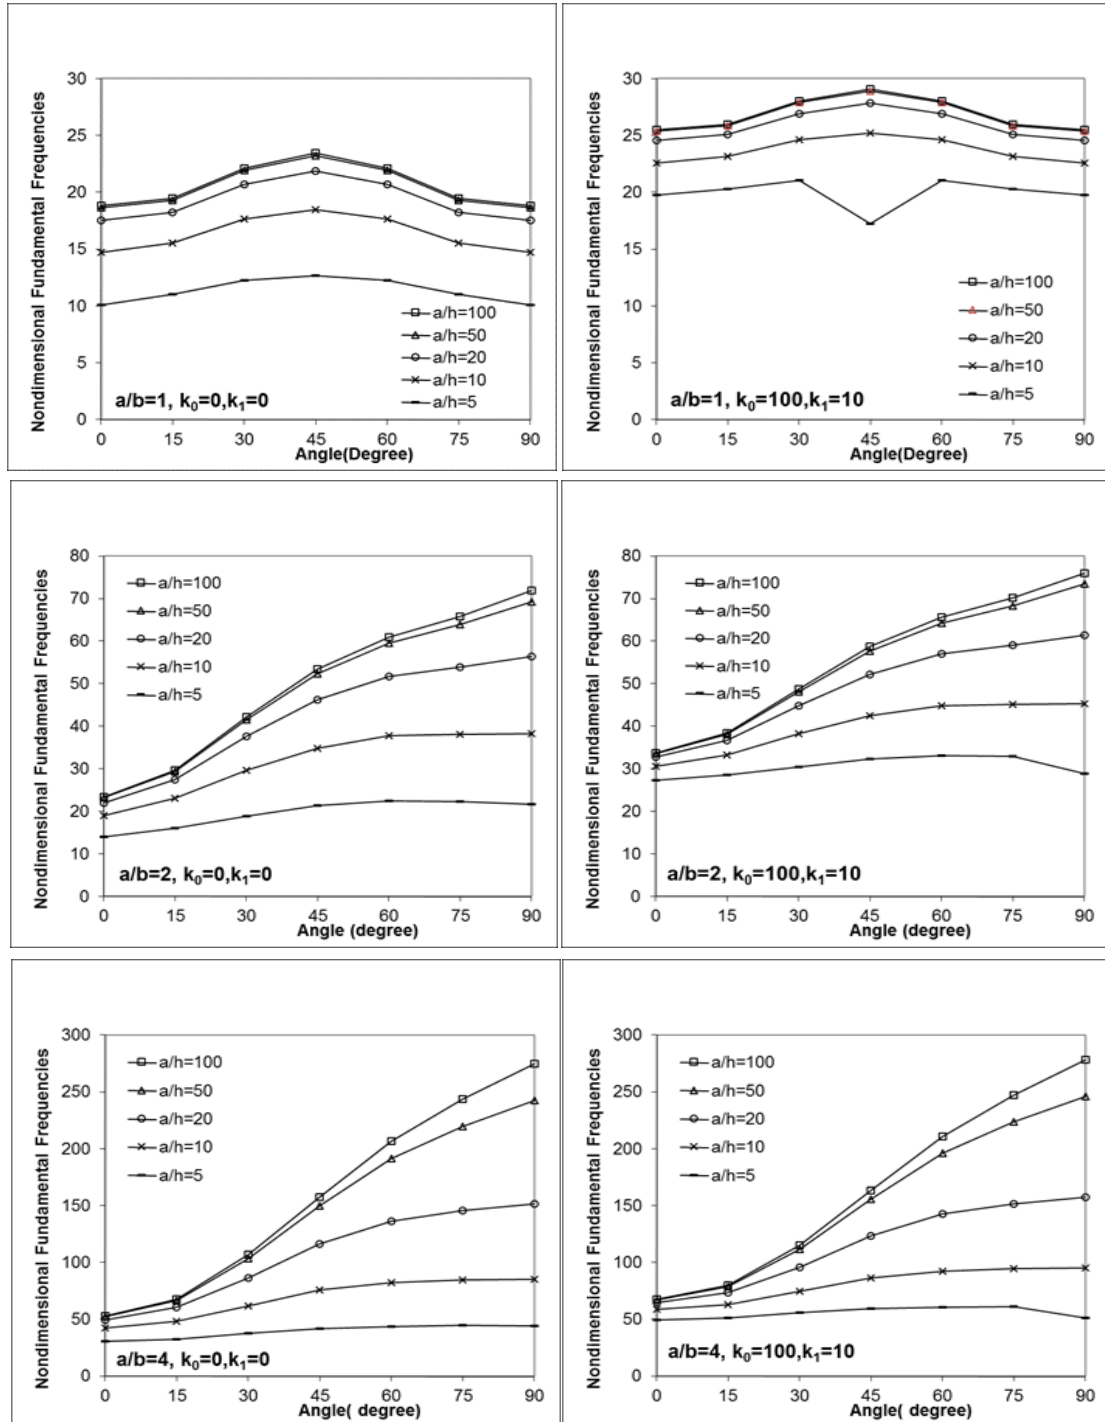 Nondimensional Fundamental Frequencies
30
25
20
15
10
5
0
a/h=100
a/h=50
a/h=20
a/h=10
a/h=5
a/b=1, k₀=0,k₁=0
0 15 30 45 60 75 90
Angle(Degree)
Nondimensional Fundamental Frequencies
30
25
20
15
10
5
0
a/h=100
a/h=50
a/h=20
a/h=10
a/h=5
a/b=1, k₀=100,k₁=10
0 15 30 45 60 75 90
Angle(Degree)
Nondimensional Fundamental Frequencies
80
70
60
50
40
30
20
10
0
a/h=100
a/h=50
a/h=20
a/h=10
a/h=5
a/b=2, k₀=0,k₁=0
0 15 30 45 60 75 90
Angle (degree)
Nondimensional Fundamental Frequencies
80
70
60
50
40
30
20
10
0
a/h=100
a/h=50
a/h=20
a/h=10
a/h=5
a/b=2, k₀=100,k₁=10
0 15 30 45 60 75 90
Angle (degree)
Nondimensional Fundamental Frequencies
300
250
200
150
100
50
0
a/h=100
a/h=50
a/h=20
a/h=10
a/h=5
a/b=4, k₀=0,k₁=0
0 15 30 45 60 75 90
Angle( degree)
Nondimensional Fundamental Frequencies
300
250
200
150
100
50
0
a/h=100
a/h=50
a/h=20
a/h=10
a/h=5
a/b=4, k₀=100,k₁=10
0 15 30 45 60 75 90
Angle( degree)